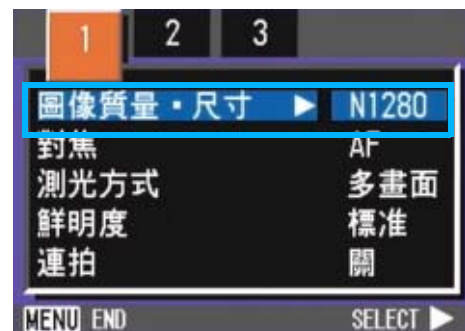 1 2 3
圖像質量·尺寸 ▶ N1280
對焦 AF
測光方式 多畫面
鮮明度 標准
連拍 關
MENU END SELECT ▶